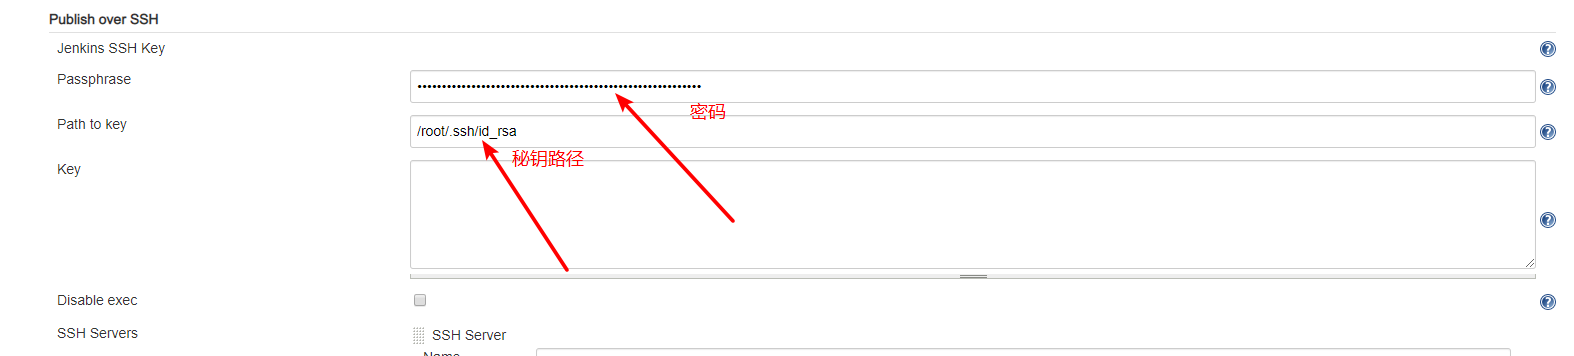 Publish over SSH
Jenkins SSH Key
Passphrase
密码
Path to key
/root/.ssh/id_rsa
秘钥路径
Key
Disable exec
SSH Servers
SSH Server
Name